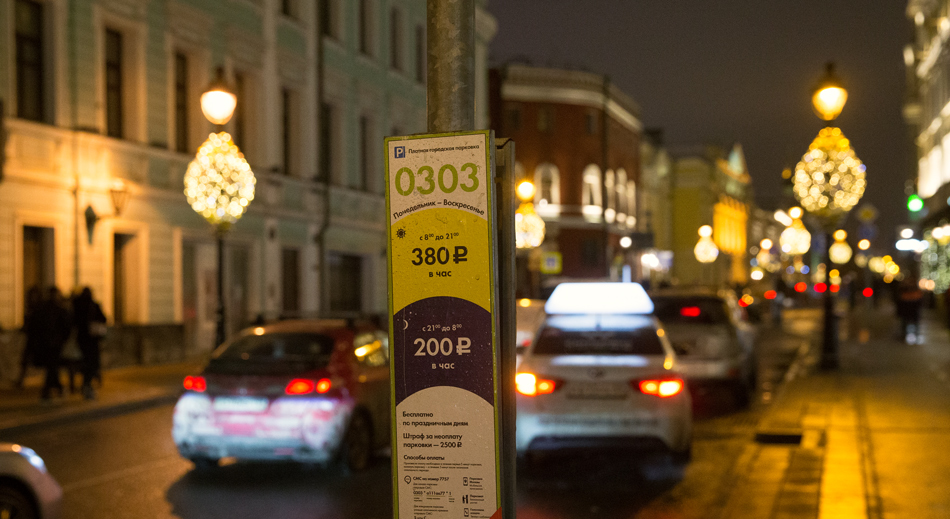 P Платная городская парковка
0303
Понедельник – Воскресенье
с 8⁰⁰ до 21⁰⁰
380 ₽
в час
с 21⁰⁰ до 8⁰⁰
200 ₽
в час
Бесплатно
по праздничным дням
Штраф за неоплату
парковки — 2500 ₽
Способы оплаты
СМС на номер 7757